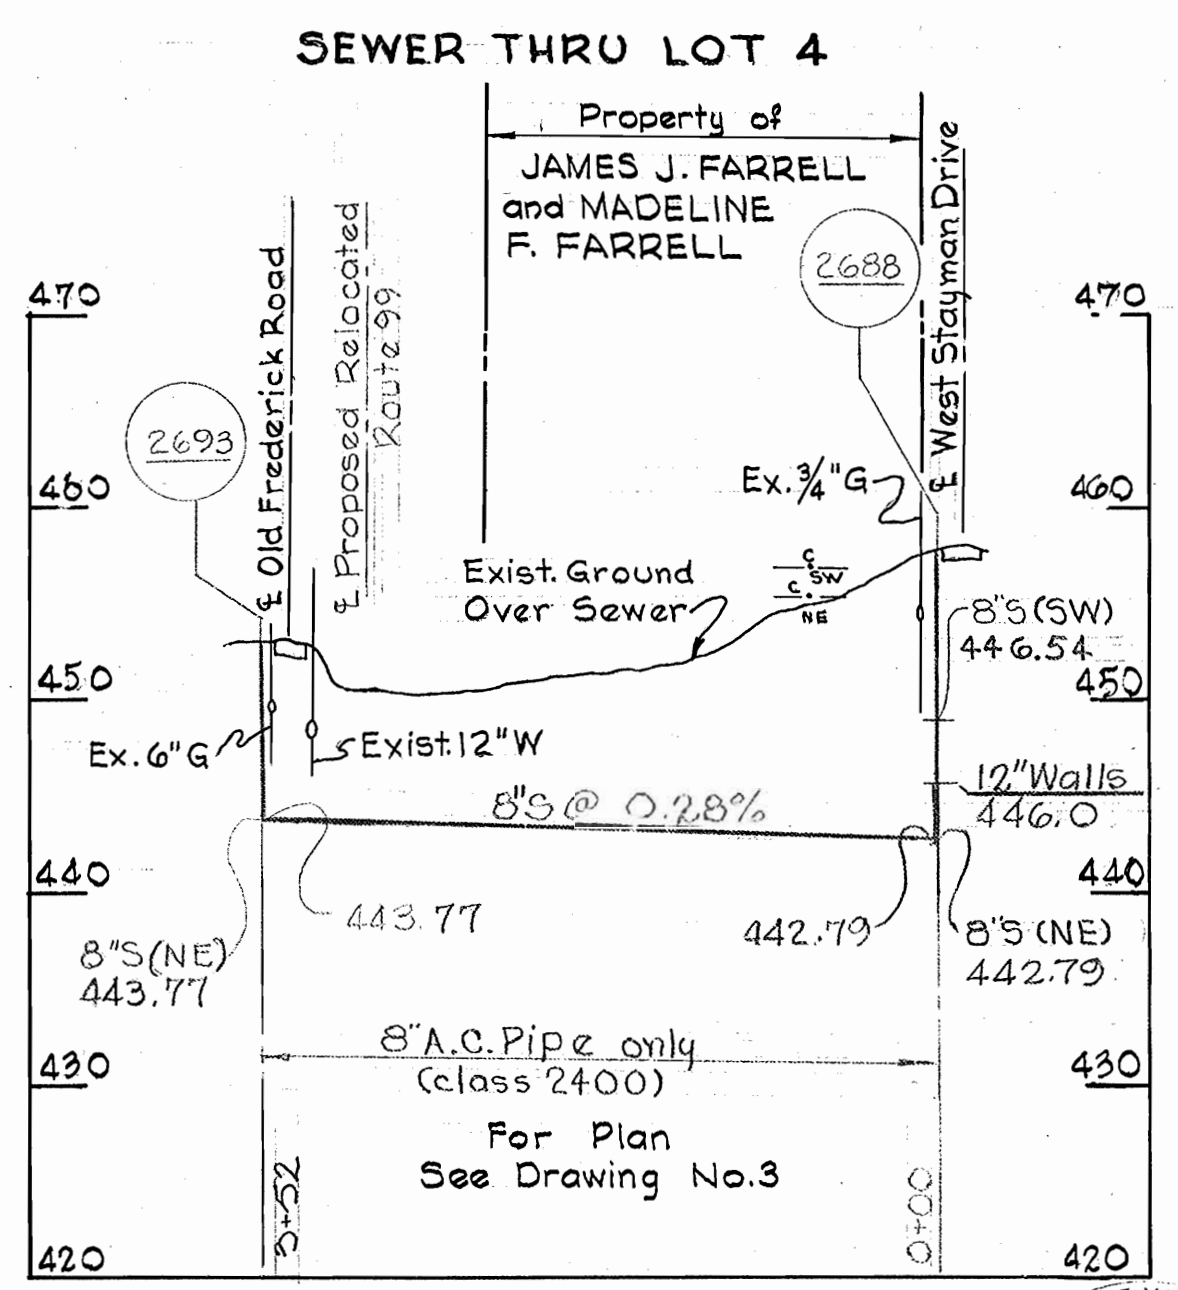 SEWER THRU LOT 4
Property of
JAMES J. FARRELL
and MADELINE
F. FARRELL
2688
℄ West Stayman Drive
℄ Old Frederick Road
℄ Proposed Relocated
Route 99
2693
470
470
460
460
Ex. 3/4" G
Exist. Ground
Over Sewer
C
SW
C
NE
8"S (SW)
446.54
450
450
Ex. 6" G
Exist. 12" W
8"S @ 0.28%
12" Walls
446.0
440
440
443.77
442.79
8"S (NE)
443.77
8"S (NE)
442.79
8" A.C. Pipe only
(class 2400)
430
430
For Plan
See Drawing No. 3
3+52
0+00
420
420